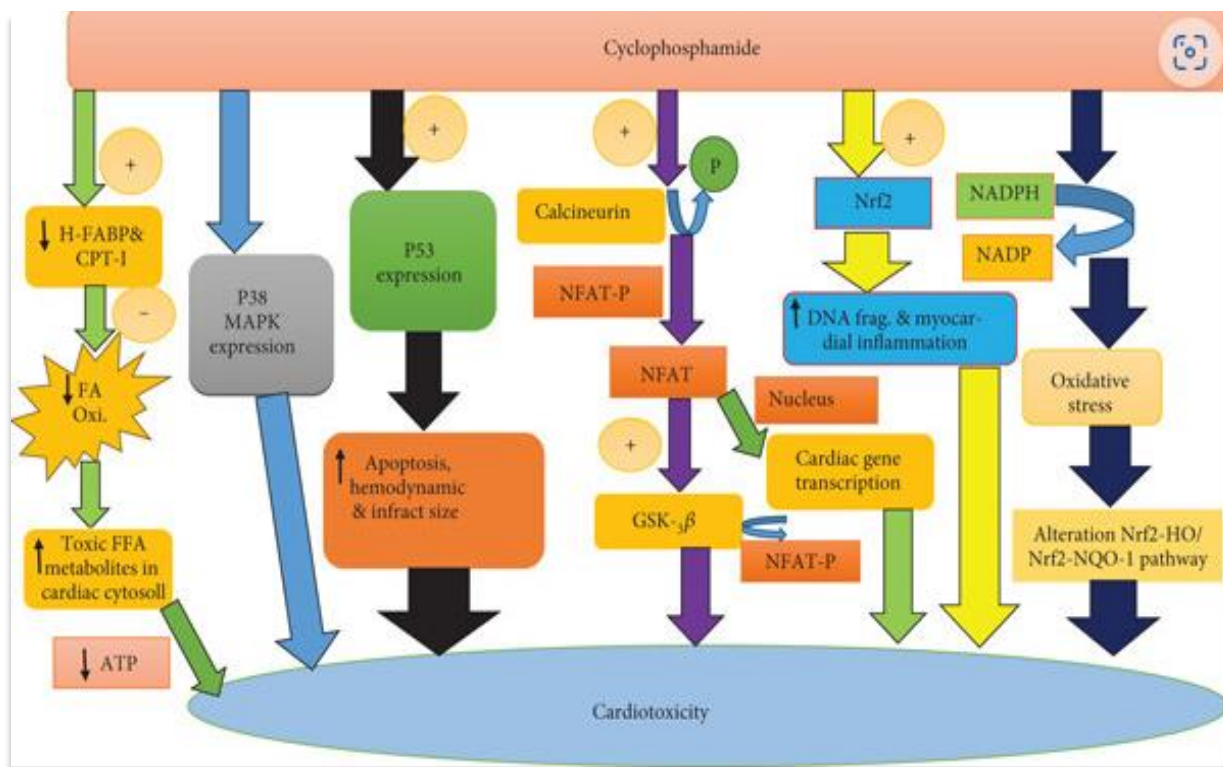 Cyclophosphamide
+
+
+
+
P
H-FABP&
CPT-I
P38
MAPK
expression
P53
expression
Calcineurin
NFAT-P
Nrf2
NADPH
NADP
–
FA
Oxi.
NFAT
Nucleus
DNA frag. & myocar-
dial inflammation
Oxidative
stress
Apoptosis,
hemodynamic
& infract size
+
Cardiac gene
transcription
Toxic FFA
metabolites in
cardiac cytosoll
GSK-3β
NFAT-P
Alteration Nrf2-HO/
Nrf2-NQO-1 pathway
ATP
Cardiotoxicity